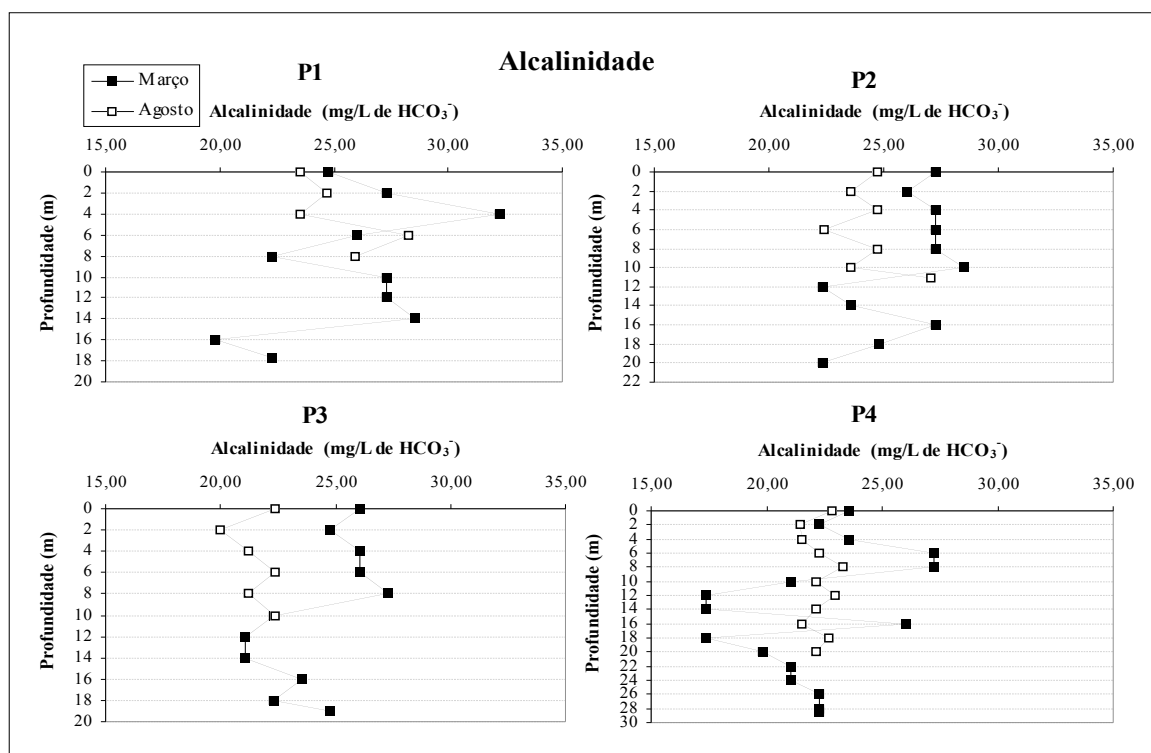 Alcalinidade
Março
Agosto
P1
Alcalinidade (mg/L de HCO₃⁻)
15,00 20,00 25,00 30,00 35,00
Profundidade (m)
0
2
4
6
8
10
12
14
16
18
20
P2
Alcalinidade (mg/L de HCO₃⁻)
15,00 20,00 25,00 30,00 35,00
Profundidade (m)
0
2
4
6
8
10
12
14
16
18
20
22
P3
Alcalinidade (mg/L de HCO₃⁻)
15,00 20,00 25,00 30,00 35,00
Profundidade (m)
0
2
4
6
8
10
12
14
16
18
20
P4
Alcalinidade (mg/L de HCO₃⁻)
15,00 20,00 25,00 30,00 35,00
Profundidade (m)
0
2
4
6
8
10
12
14
16
18
20
22
24
26
28
30